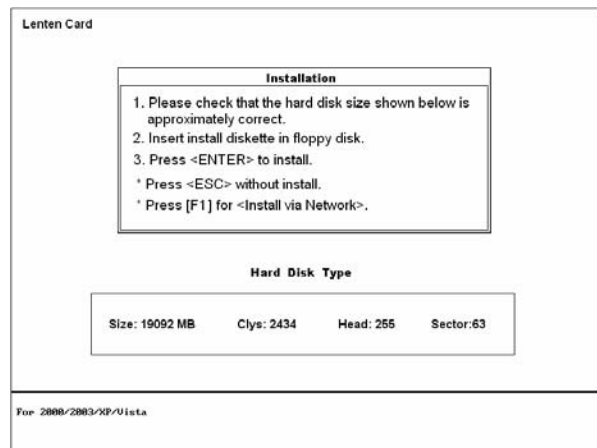 Lenten Card
Installation
1. Please check that the hard disk size shown below is
approximately correct.
2. Insert install diskette in floppy disk.
3. Press <ENTER> to install.
* Press <ESC> without install.
* Press [F1] for <Install via Network>.
Hard Disk Type
Size: 19092 MB Clys: 2434 Head: 255 Sector:63
For 2000/2003/XP/Vista